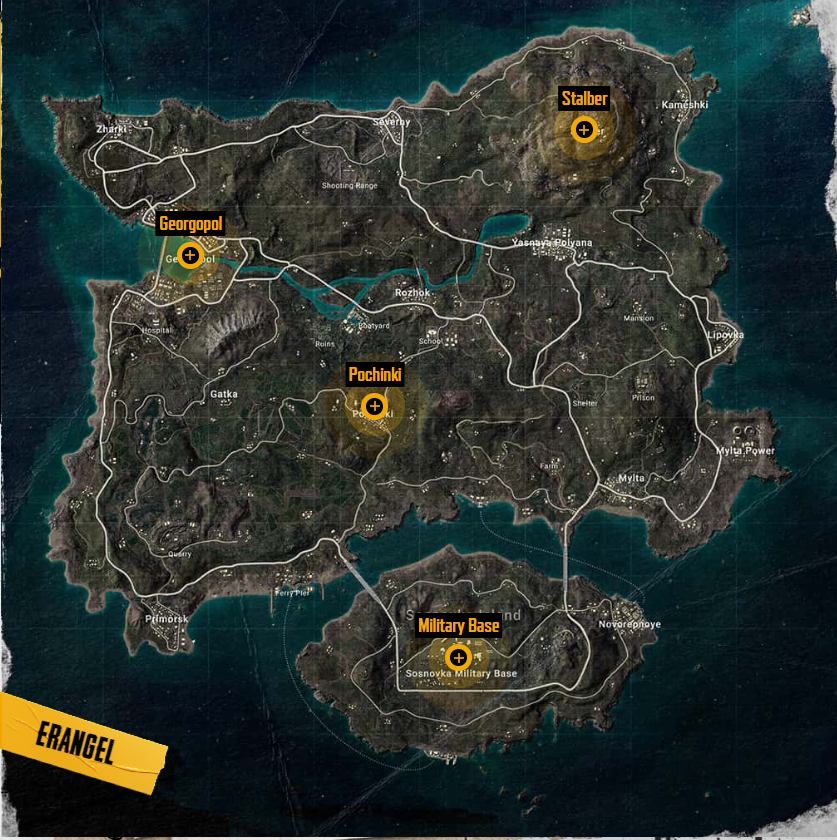 Stalber
Kameshki
Severny
Zharki
Shooting Range
Georgopol
Yasnaya Polyana
Rozhok
Boatyard
Mansion
Hospital
School
Lipovka
Ruins
Pochinki
Gatka
Prison
Shelter
Mylta Power
Farm
Mylta
Quarry
Ferry Pier
Primorsk
Military Base
Novorepnoye
Sosnovka Military Base
ERANGEL